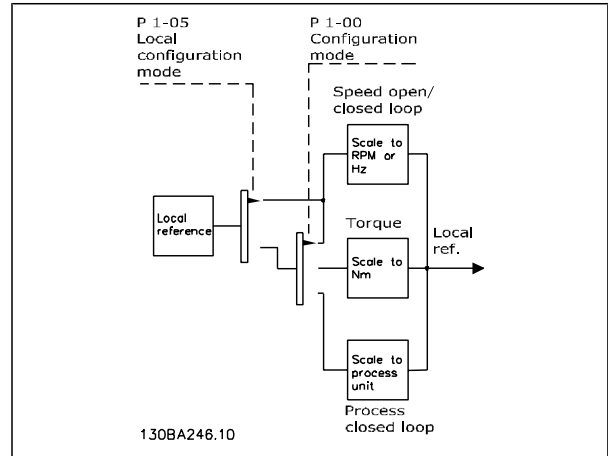 P 1-05
Local
configuration
mode
P 1-00
Configuration
mode
Speed open/
closed loop
Scale to
RPM or
Hz
Local
reference
Torque
Scale to
Nm
Local
ref.
Scale to
process
unit
Process
closed loop
130BA246.10